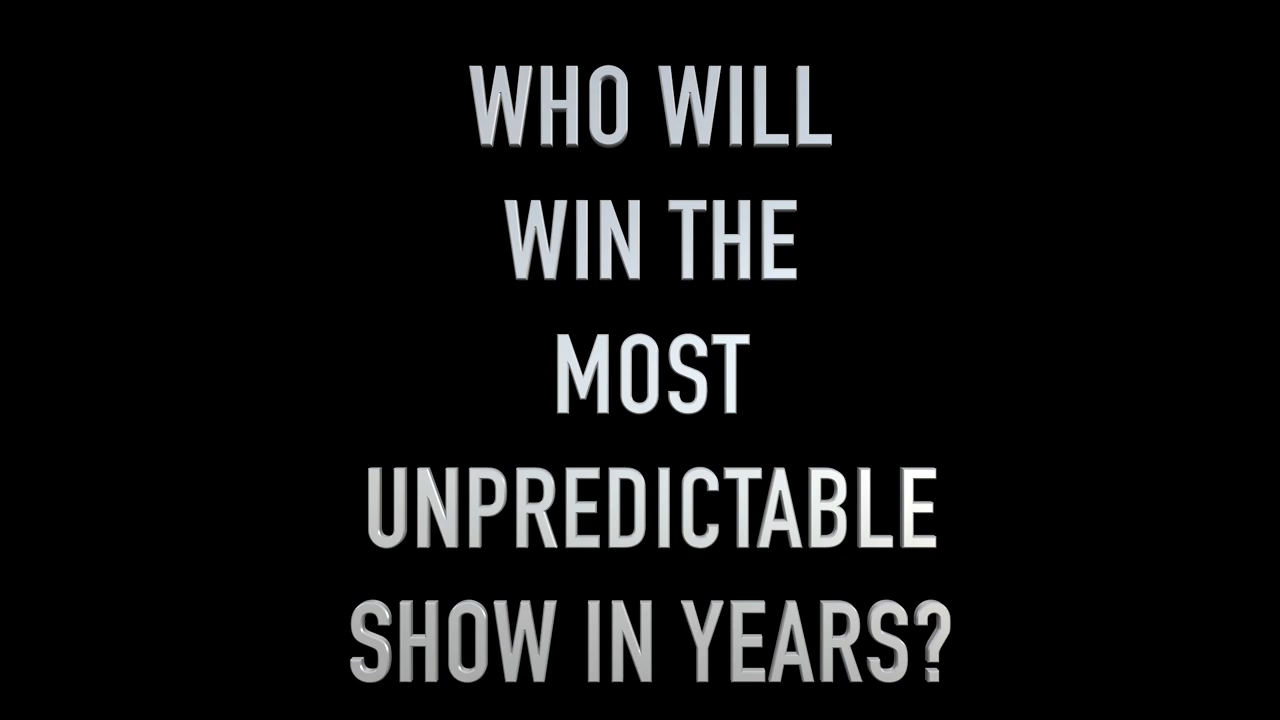 WHO WILL
WIN THE
MOST
UNPREDICTABLE
SHOW IN YEARS?